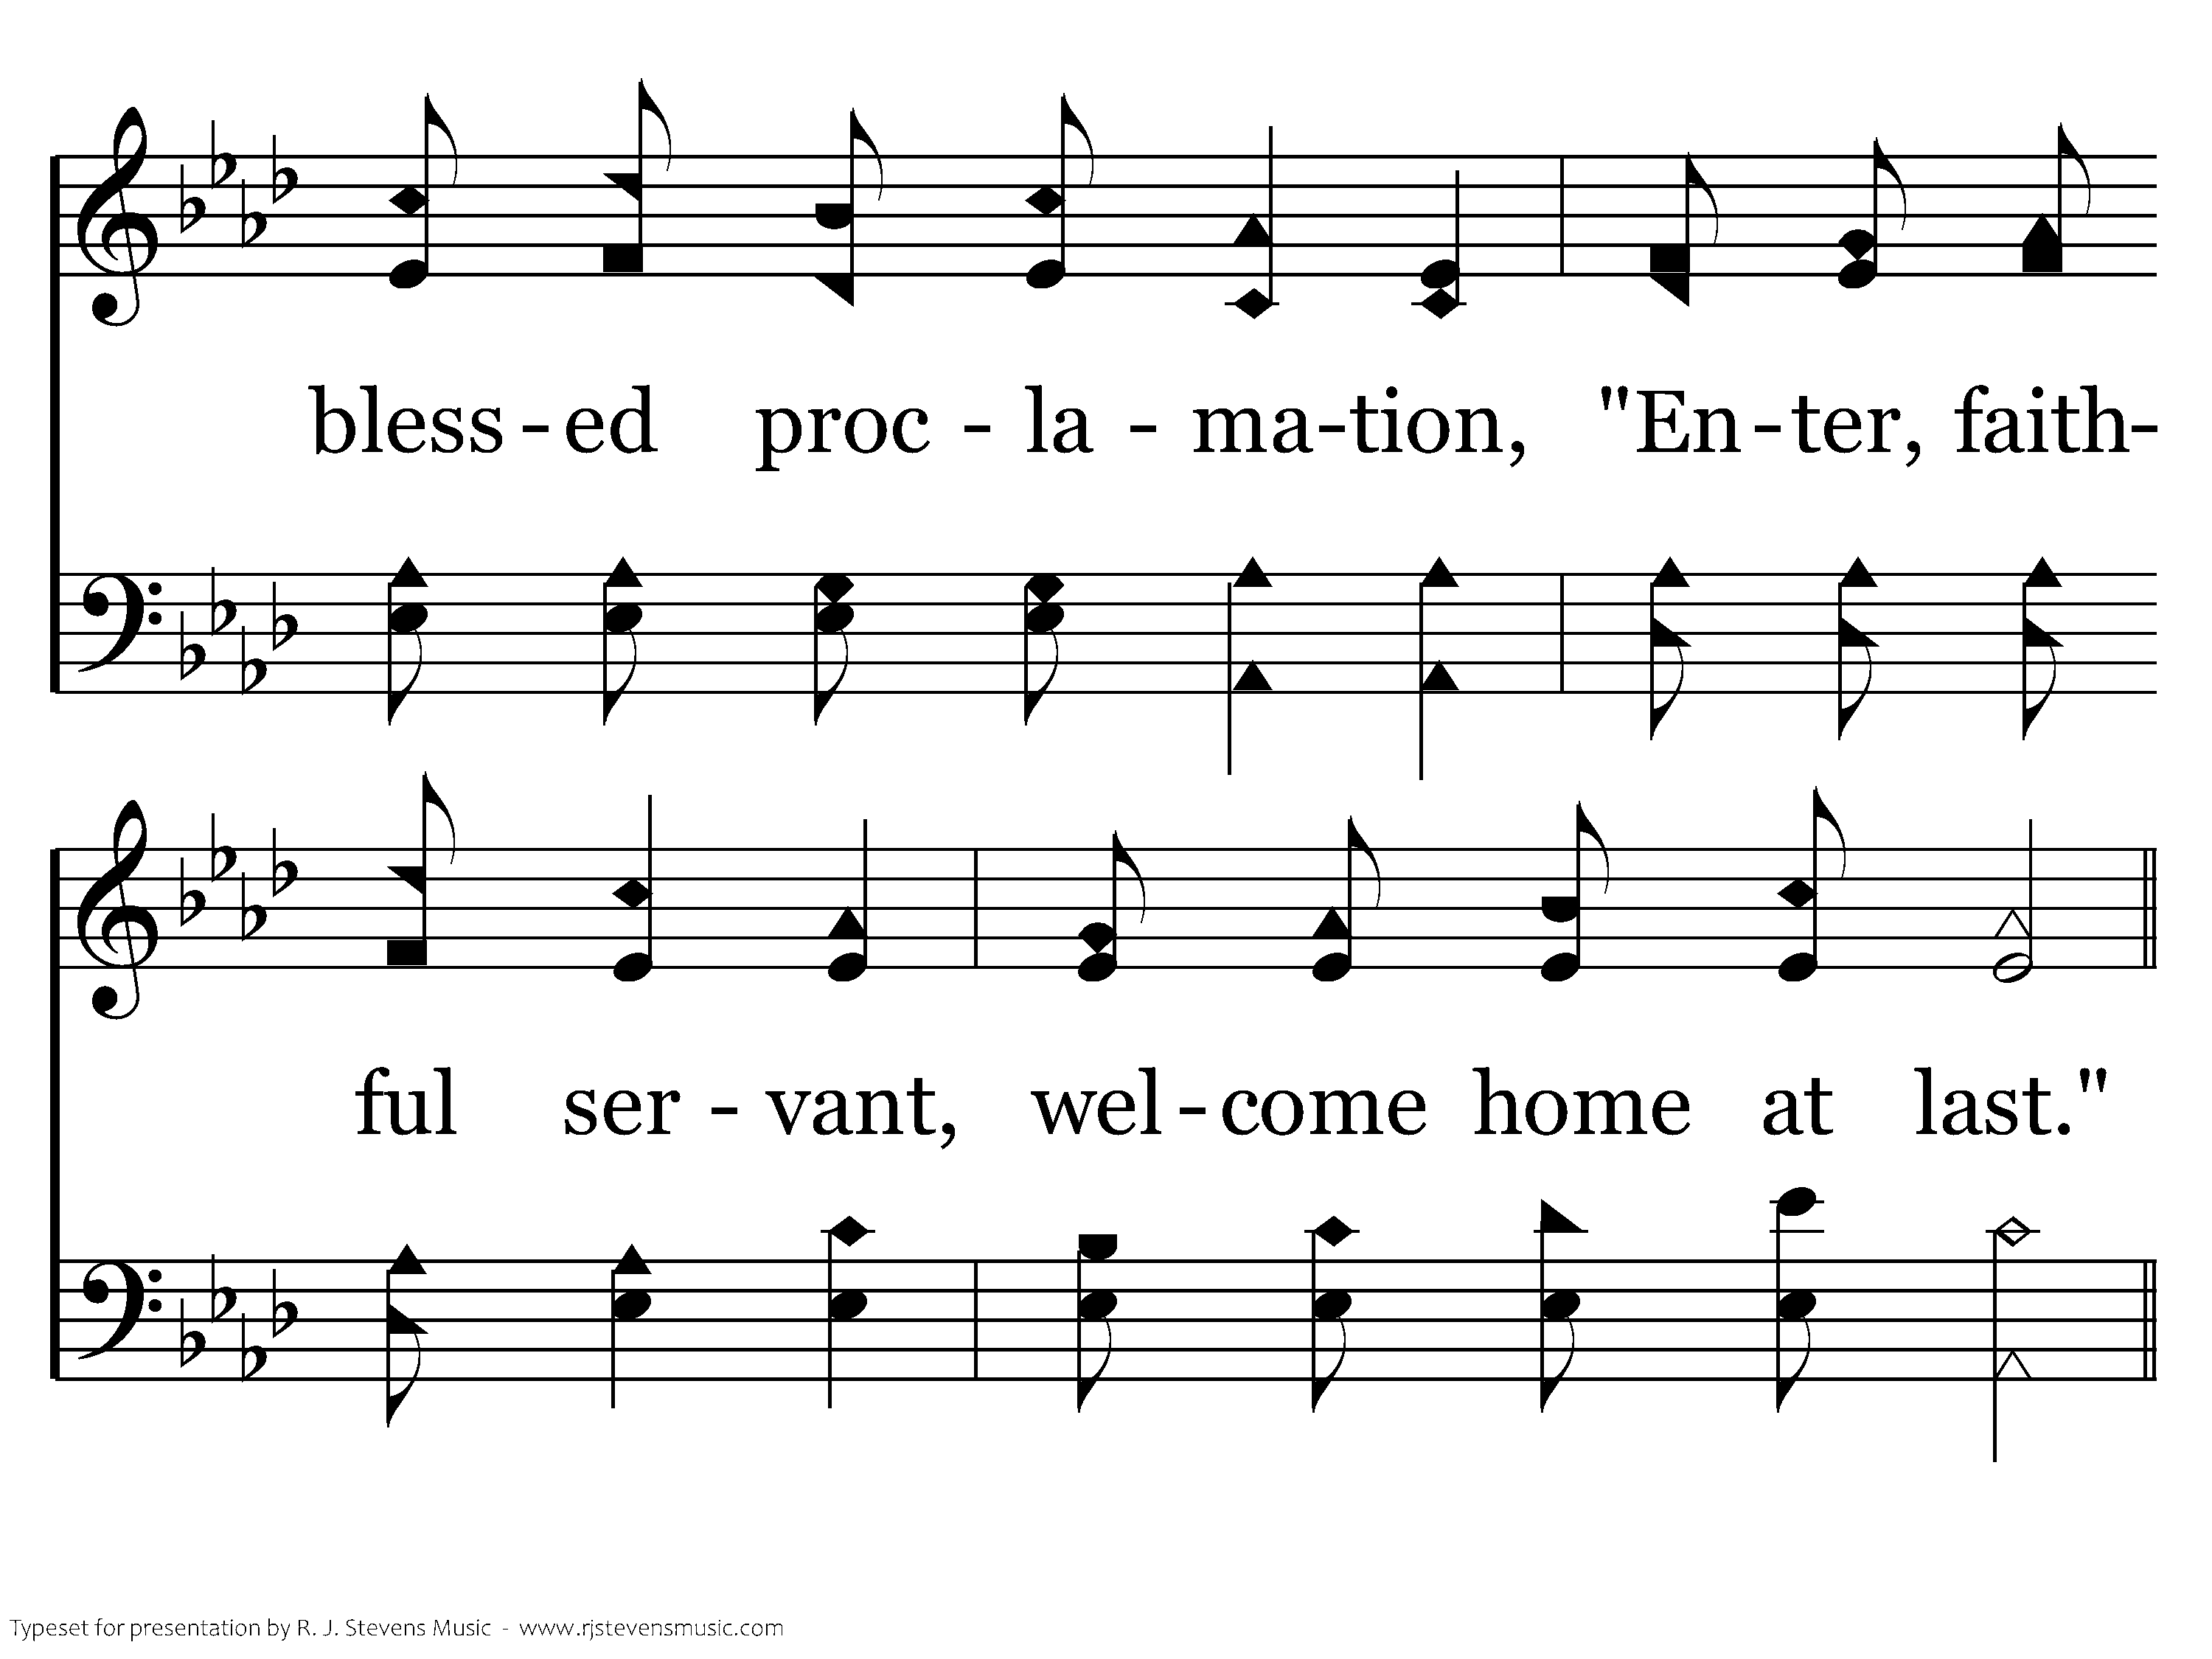 bless - ed proc - la - ma-tion, "En - ter, faith-
ful ser - vant, wel - come home at last."
Typeset for presentation by R. J. Stevens Music - www.rjstevensmusic.com